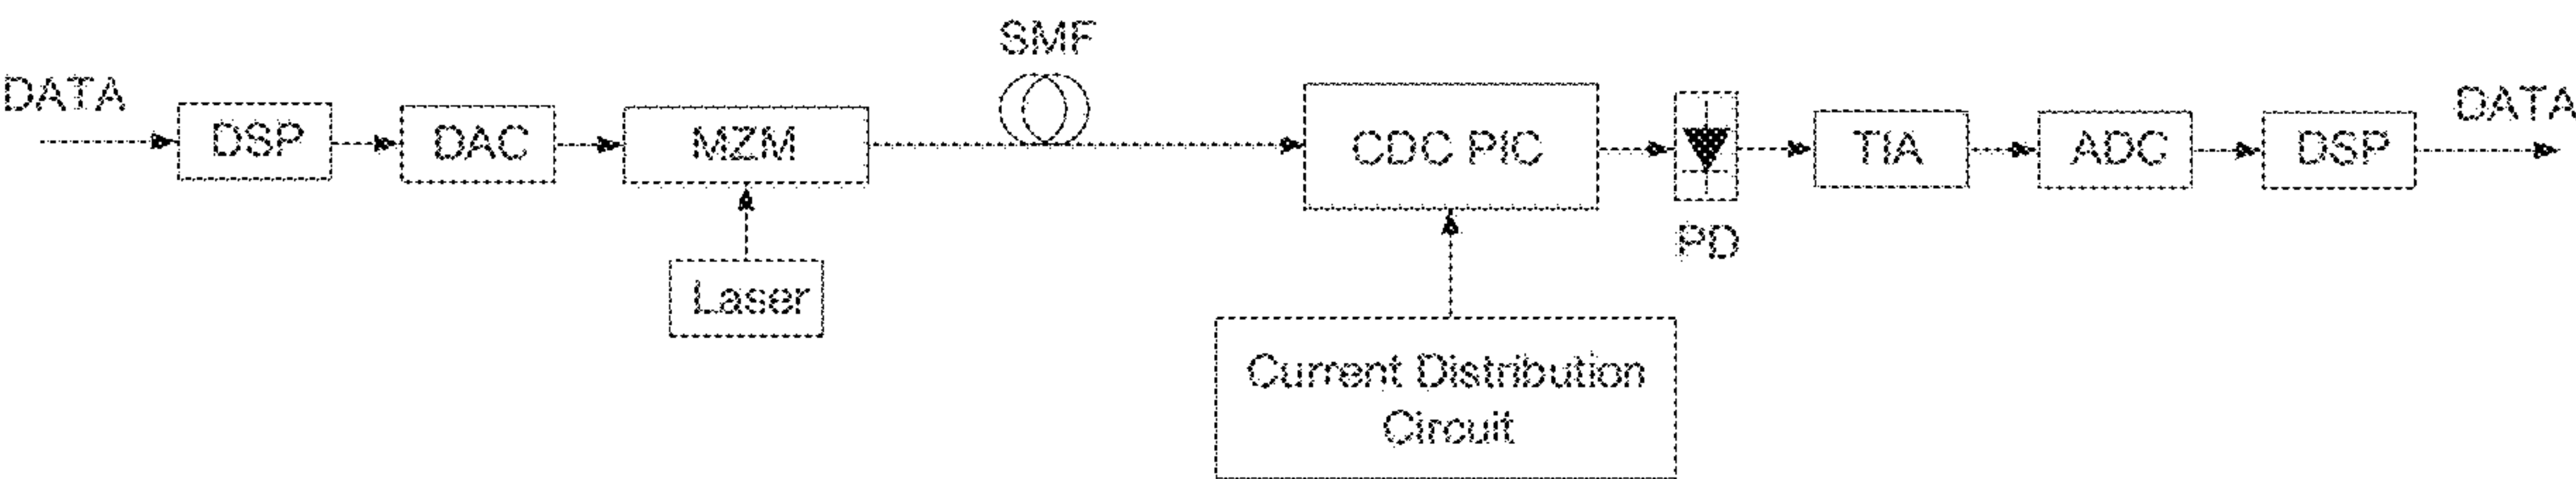 SMF
DATA
DSP
DAC
MZM
CDC PIC
TIA
ADC
DSP
DATA
PD
Laser
Current Distribution
Circuit